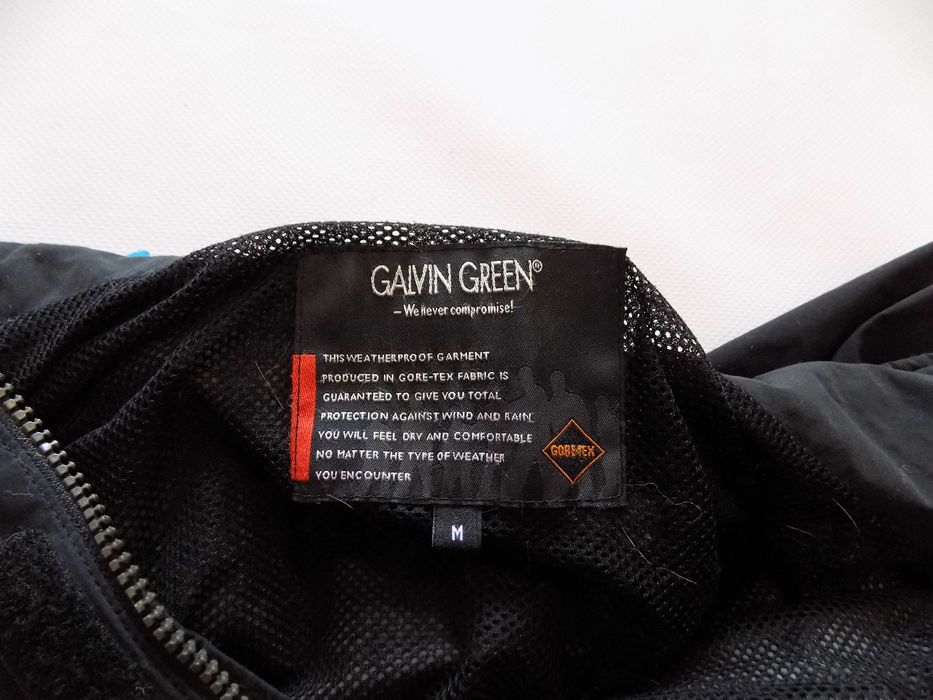 GALVIN GREEN®
– We never compromise!
THIS WEATHERPROOF GARMENT
PRODUCED IN GORE-TEX FABRIC IS
GUARANTEED TO GIVE YOU TOTAL
PROTECTION AGAINST WIND AND RAIN.
YOU WILL FEEL DRY AND COMFORTABLE
NO MATTER THE TYPE OF WEATHER
YOU ENCOUNTER
GORE-TEX
M